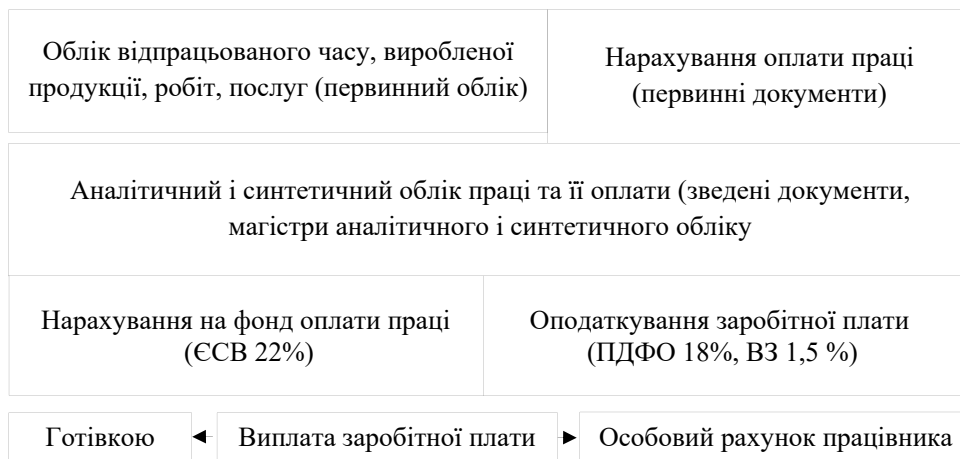 Облік відпрацьованого часу, виробленої
продукції, робіт, послуг (первинний облік)
Нарахування оплати праці
(первинні документи)
Аналітичний і синтетичний облік праці та її оплати (зведені документи,
магістри аналітичного і синтетичного обліку
Нарахування на фонд оплати праці
(ЄСВ 22%)
Оподаткування заробітної плати
(ПДФО 18%, ВЗ 1,5 %)
Готівкою
Виплата заробітної плати
Особовий рахунок працівника